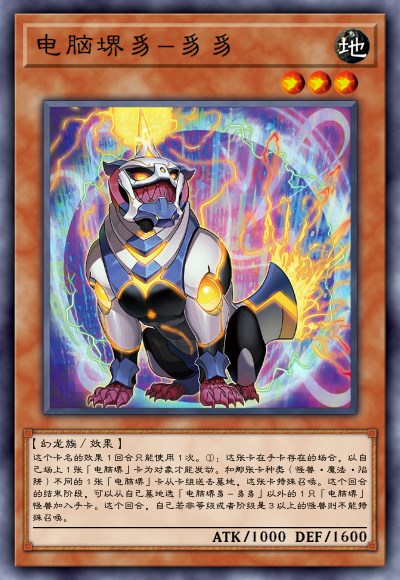 电脑堺豸-豸豸
地
【幻龙族/效果】
这个卡名的效果1回合只能使用1次。①：这张卡在手卡存在的场合，以自
己场上1张「电脑堺」卡为对象才能发动。和那张卡种类（怪兽·魔法·陷
阱）不同的1张「电脑堺」卡从卡组送去墓地，这张卡特殊召唤。这个回合
的结束阶段，可以从自己墓地选「电脑堺豸-豸豸」以外的1只「电脑堺」
怪兽加入手卡。这个回合，自己若非等级或者阶级是3以上的怪兽则不能特
殊召唤。
ATK/1000 DEF/1600